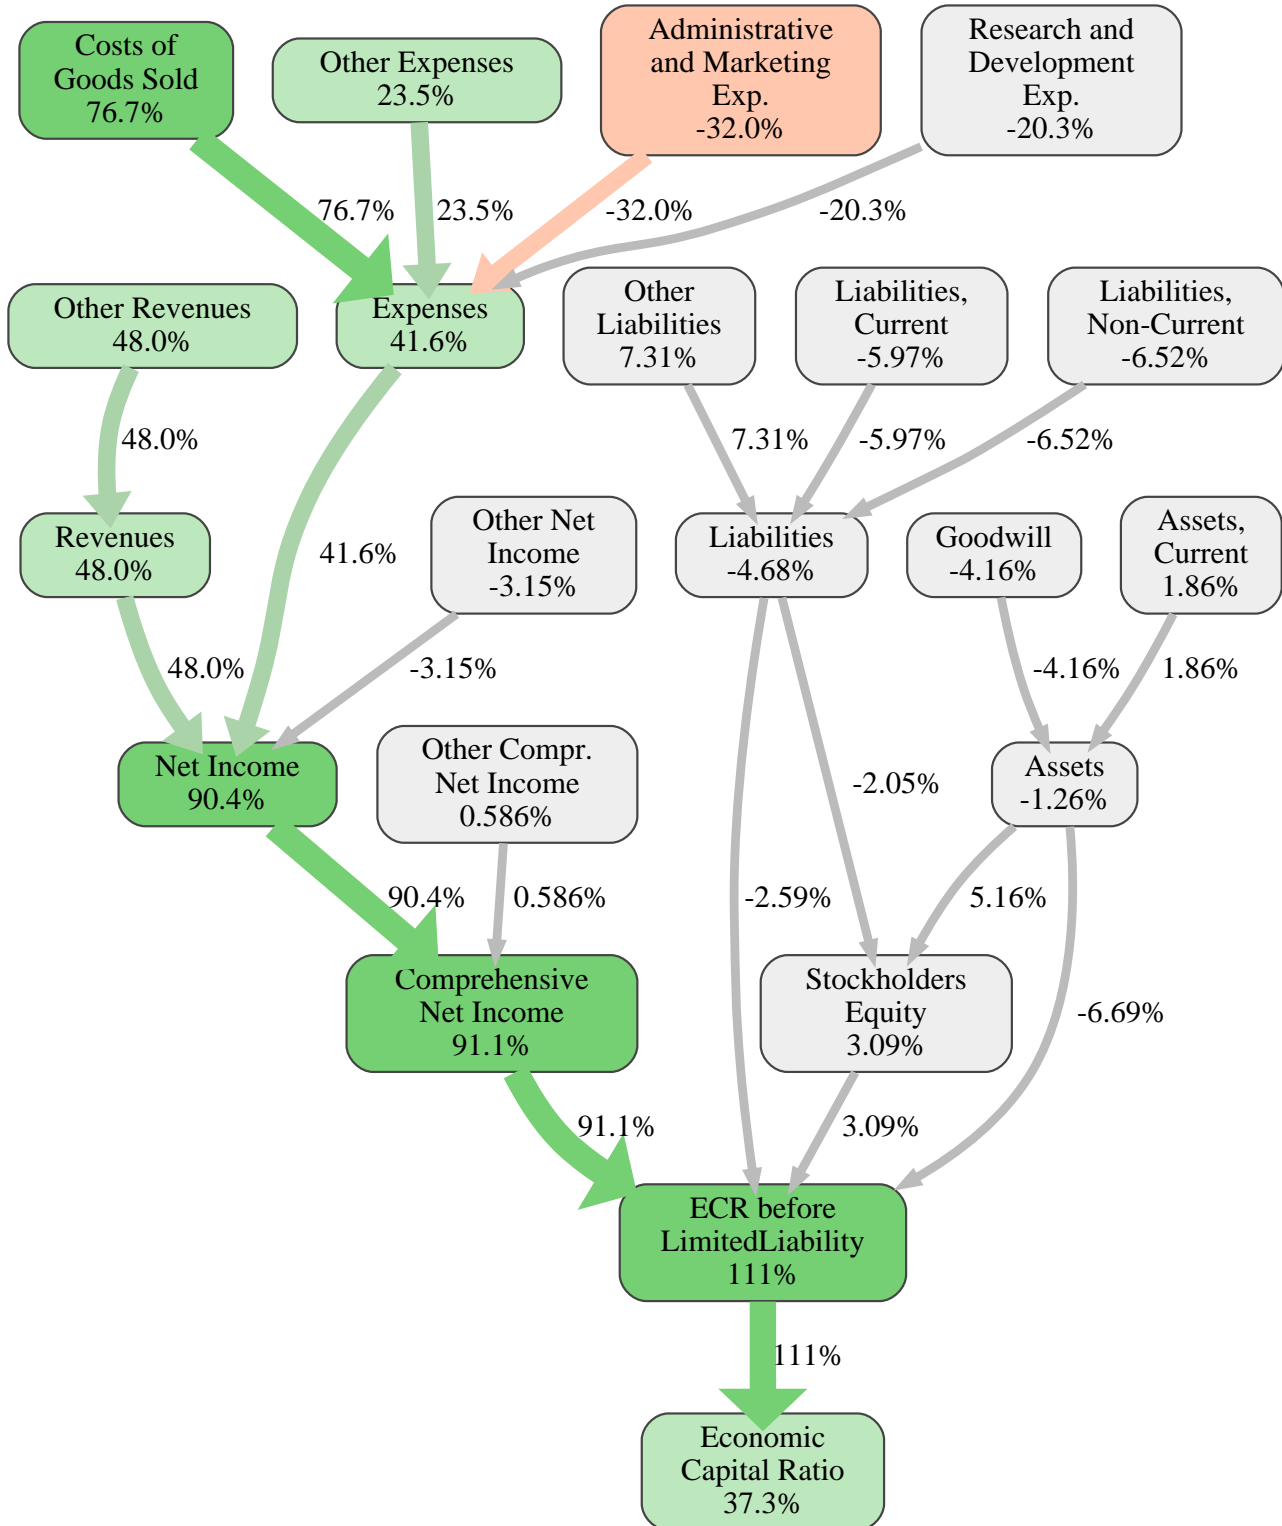 Costs of
Goods Sold
76.7%
Other Expenses
23.5%
Administrative
and Marketing
Exp.
-32.0%
Research and
Development
Exp.
-20.3%
76.7%
23.5%
-32.0%
-20.3%
Other Revenues
48.0%
Expenses
41.6%
Other
Liabilities
7.31%
Liabilities,
Current
-5.97%
Liabilities,
Non-Current
-6.52%
48.0%
7.31%
-5.97%
-6.52%
Revenues
48.0%
41.6%
Other Net
Income
-3.15%
Liabilities
-4.68%
Goodwill
-4.16%
Assets,
Current
1.86%
48.0%
-3.15%
-4.16%
1.86%
Net Income
90.4%
Other Compr.
Net Income
0.586%
-2.05%
Assets
-1.26%
90.4%
0.586%
-2.59%
5.16%
Comprehensive
Net Income
91.1%
Stockholders
Equity
3.09%
-6.69%
91.1%
3.09%
ECR before
LimitedLiability
111%
111%
Economic
Capital Ratio
37.3%